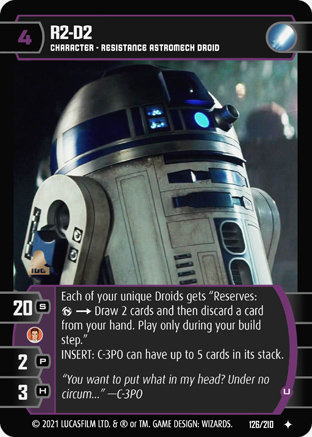 4
R2-D2
CHARACTER - RESISTANCE ASTROMECH DROID
20 S
2 P
3 H
Each of your unique Droids gets “Reserves:
→ Draw 2 cards and then discard a card
from your hand. Play only during your build
step.”
INSERT: C-3PO can have up to 5 cards in its stack.
“You want to put what in my head? Under no
circum...” —C-3PO
U
© 2021 LUCASFILM LTD. & ® or TM. GAME DESIGN: WIZARDS.
126/210